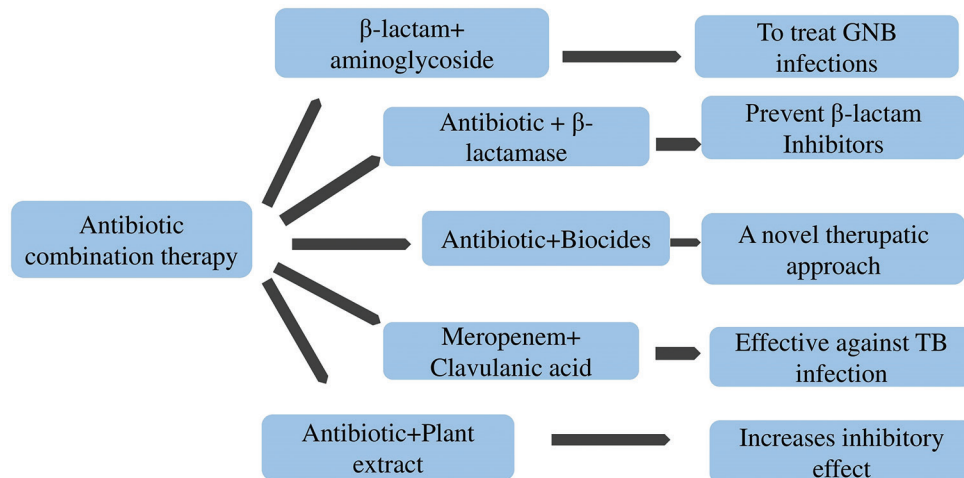 β-lactam+
aminoglycoside
To treat GNB
infections
Antibiotic + β-
lactamase
Prevent β-lactam
Inhibitors
Antibiotic
combination therapy
Antibiotic+Biocides
A novel therupatic
approach
Meropenem+
Clavulanic acid
Effective against TB
infection
Antibiotic+Plant
extract
Increases inhibitory
effect